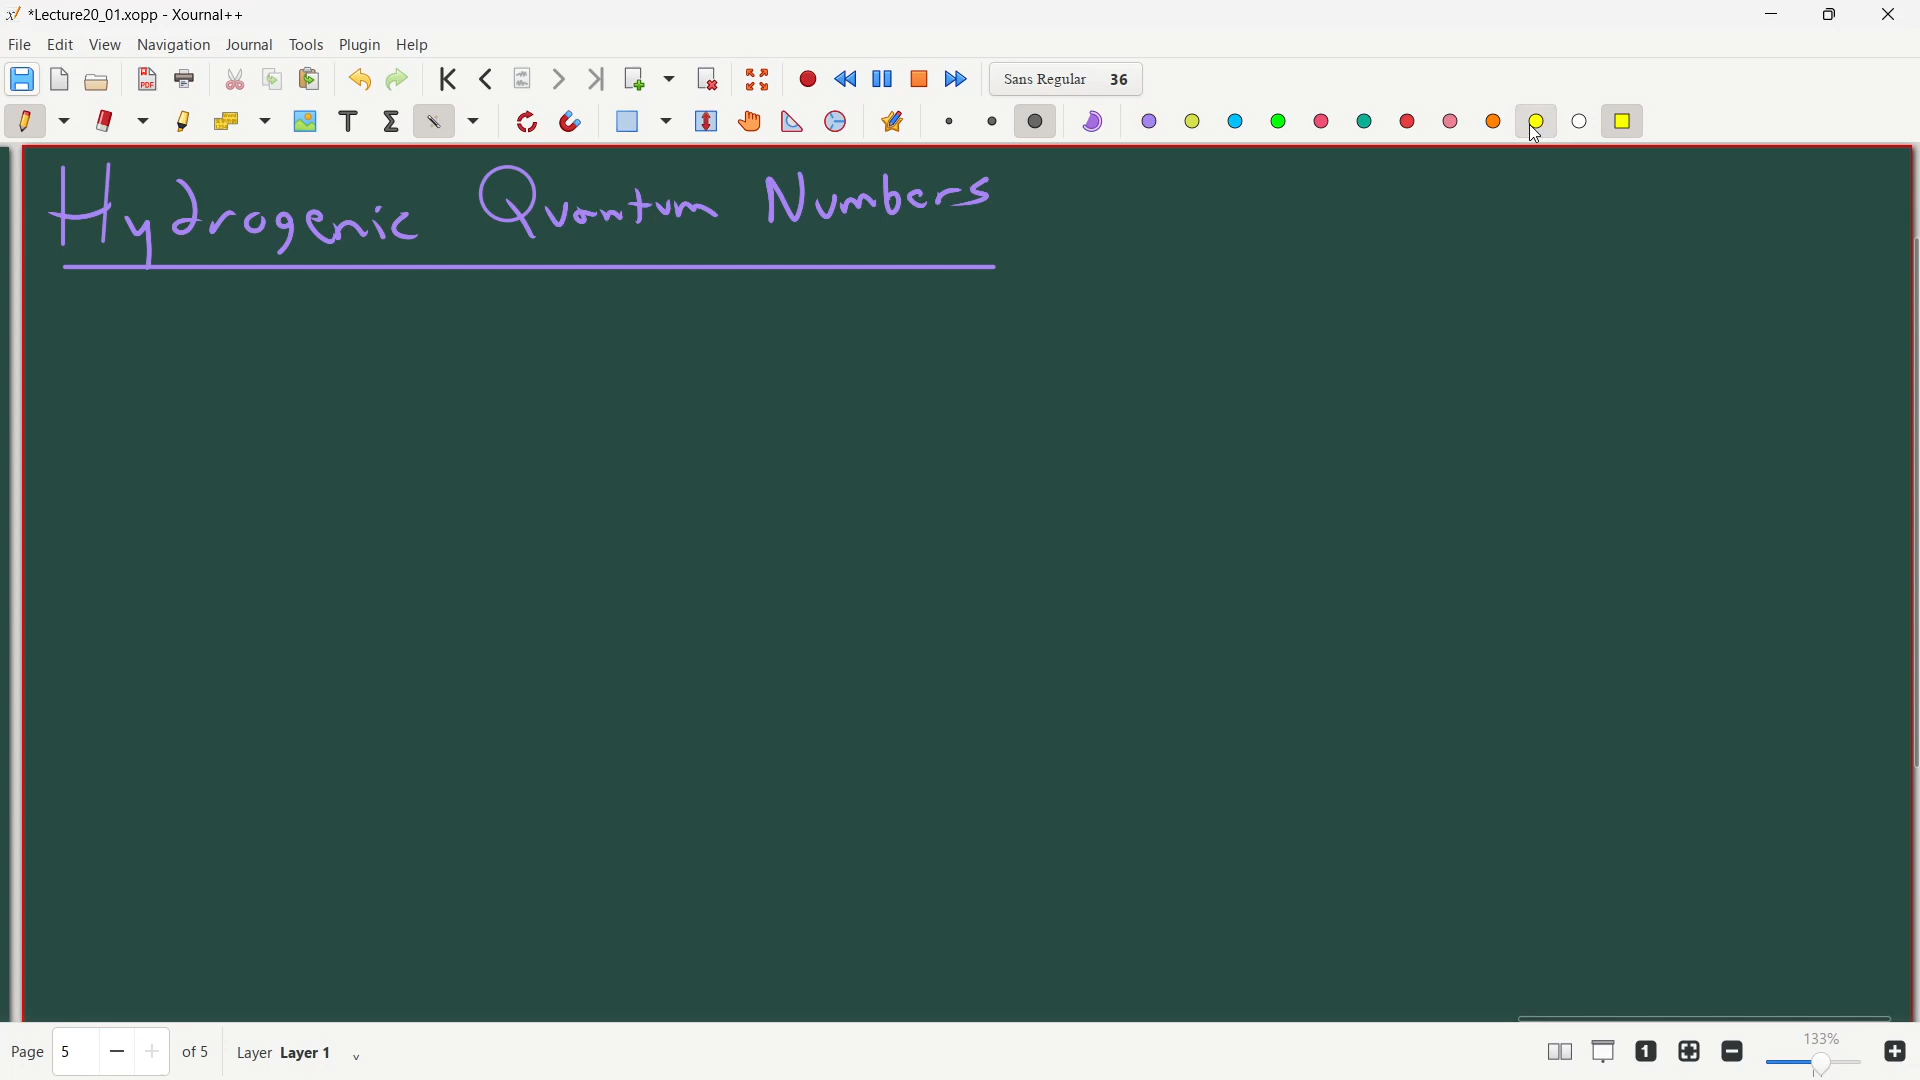 *Lecture20_01.xopp - Xournal++
File Edit View Navigation Journal Tools Plugin Help
Sans Regular 36
Hydrogenic Quantum Numbers
Page 5 of 5 Layer Layer 1
133%